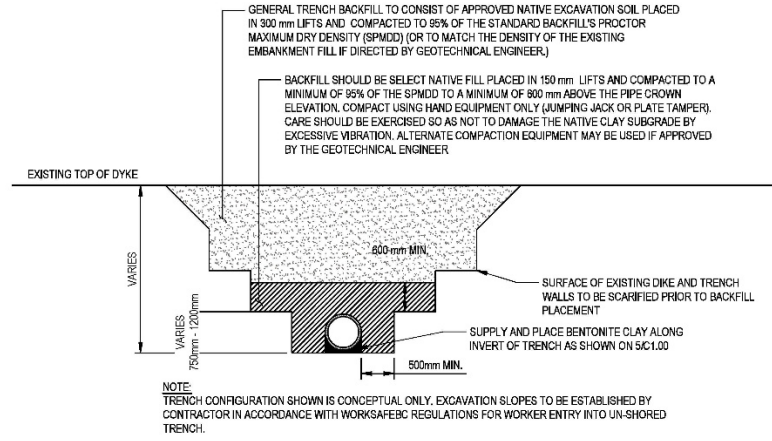 GENERAL TRENCH BACKFILL TO CONSIST OF APPROVED NATIVE EXCAVATION SOIL PLACED
IN 300 mm LIFTS AND COMPACTED TO 95% OF THE STANDARD BACKFILL'S PROCTOR
MAXIMUM DRY DENSITY (SPMDD) (OR TO MATCH THE DENSITY OF THE EXISTING
EMBANKMENT FILL IF DIRECTED BY GEOTECHNICAL ENGINEER.)
BACKFILL SHOULD BE SELECT NATIVE FILL PLACED IN 150 mm LIFTS AND COMPACTED TO A
MINIMUM OF 95% OF THE SPMDD TO A MINIMUM OF 600 mm ABOVE THE PIPE CROWN
ELEVATION. COMPACT USING HAND EQUIPMENT ONLY (JUMPING JACK OR PLATE TAMPER).
CARE SHOULD BE EXERCISED SO AS NOT TO DAMAGE THE NATIVE CLAY SUBGRADE BY
EXCESSIVE VIBRATION. ALTERNATE COMPACTION EQUIPMENT MAY BE USED IF APPROVED
BY THE GEOTECHNICAL ENGINEER
EXISTING TOP OF DYKE
600 mm MIN.
VARIES
SURFACE OF EXISTING DIKE AND TRENCH
WALLS TO BE SCARIFIED PRIOR TO BACKFILL
PLACEMENT
VARIES
750mm - 1200mm
SUPPLY AND PLACE BENTONITE CLAY ALONG
INVERT OF TRENCH AS SHOWN ON 5/C1.00
500mm MIN.
NOTE:
TRENCH CONFIGURATION SHOWN IS CONCEPTUAL ONLY. EXCAVATION SLOPES TO BE ESTABLISHED BY
CONTRACTOR IN ACCORDANCE WITH WORKSAFEBC REGULATIONS FOR WORKER ENTRY INTO UN-SHORED
TRENCH.